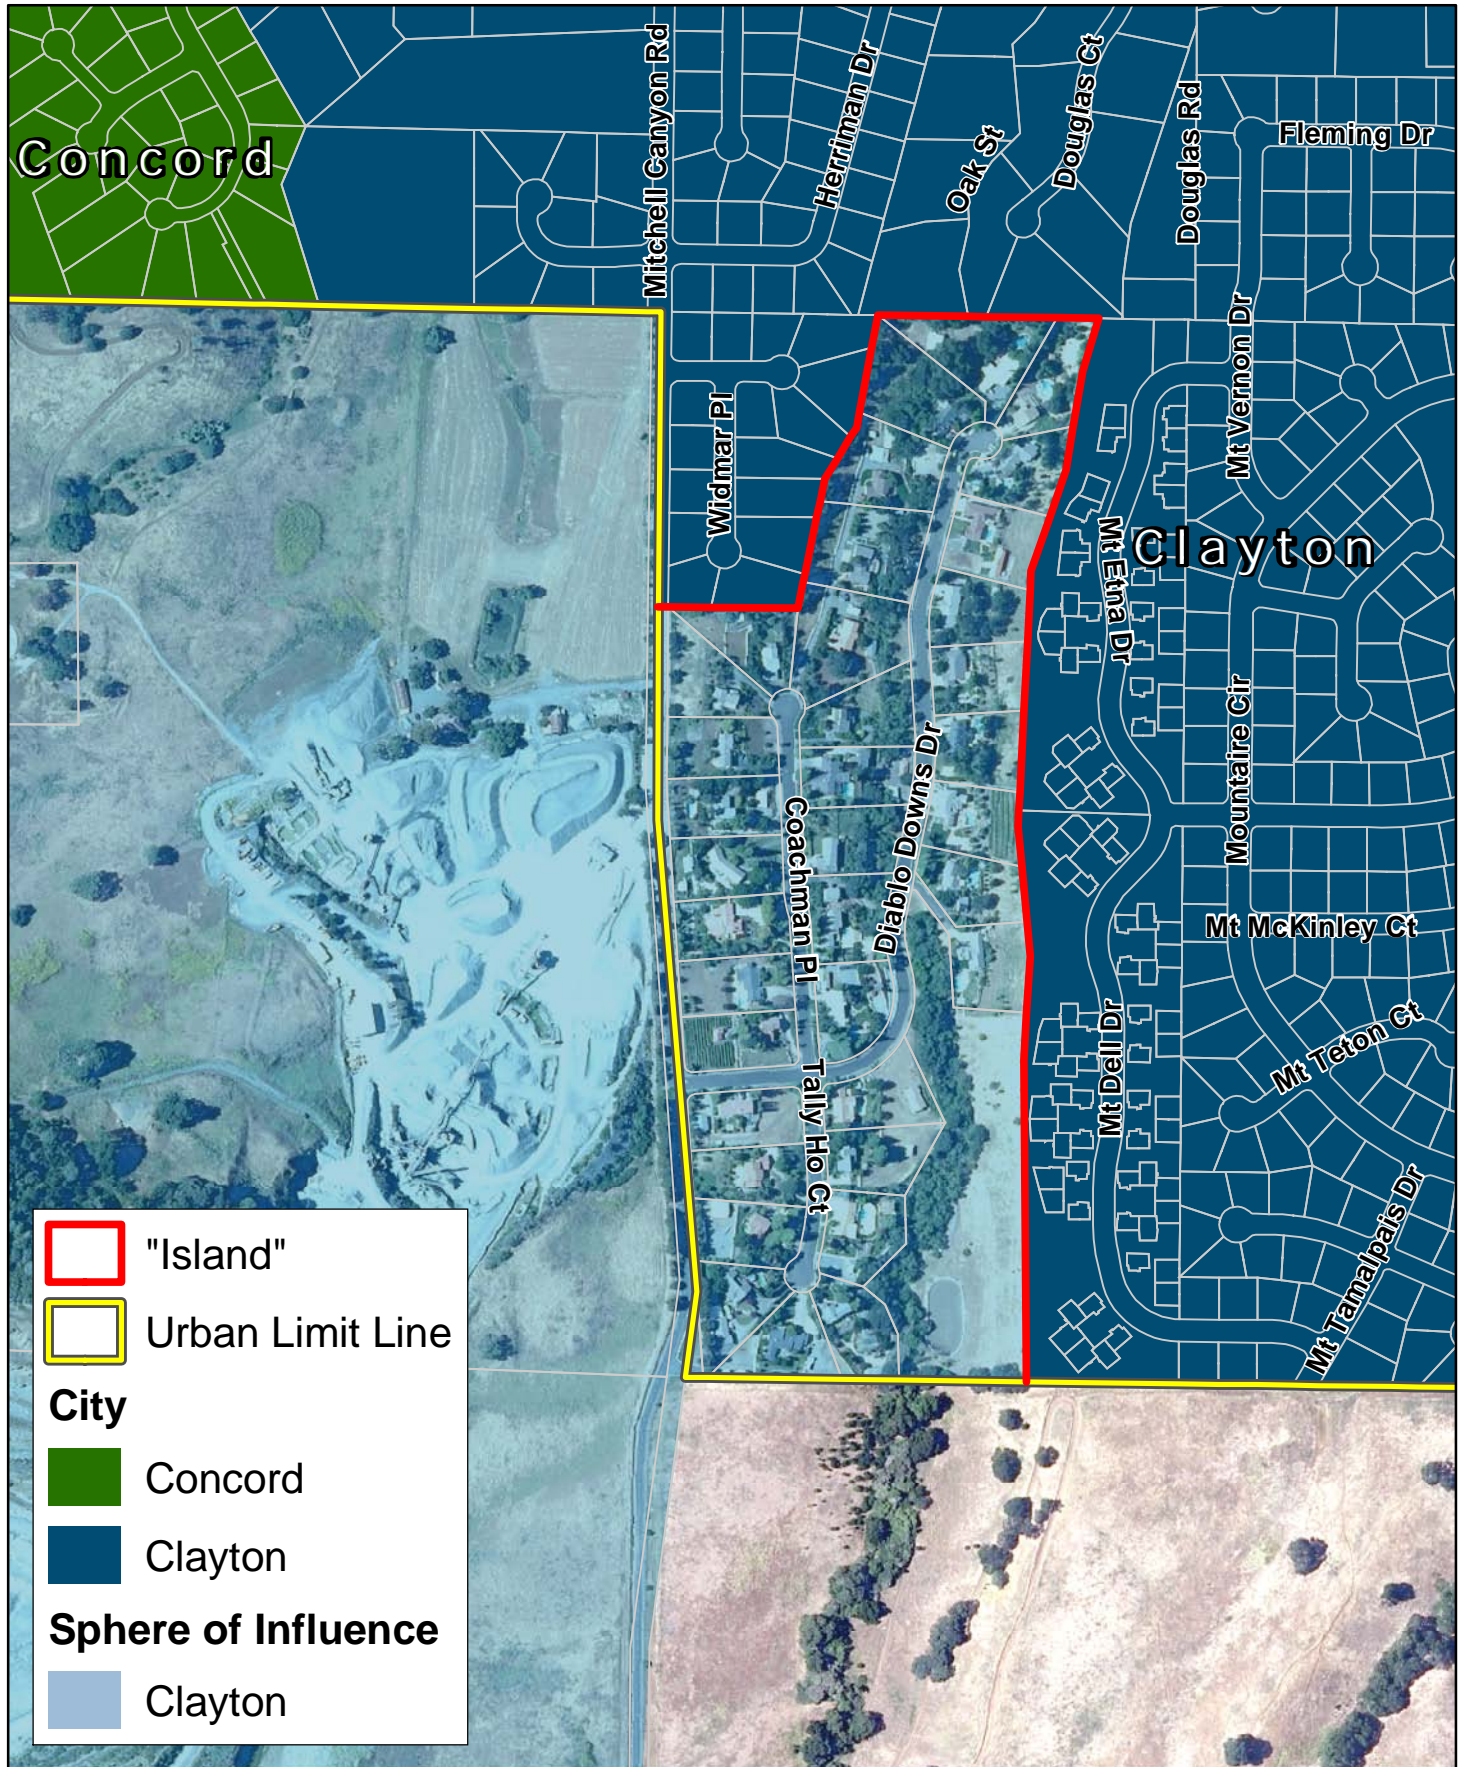 Concord
Mitchell Canyon Rd
Herriman Dr
Oak St
Douglas Ct
Douglas Rd
Fleming Dr
Mt Vernon Dr
Widmar Pl
Clayton
Mt Etna Dr
Mountaire Cir
Diablo Downs Dr
Coachman Pl
Mt McKinley Ct
Mt Dell Dr
Mt Teton Ct
Tally Ho Ct
Mt Tamalpais Dr
"Island"
Urban Limit Line
City
Concord
Clayton
Sphere of Influence
Clayton